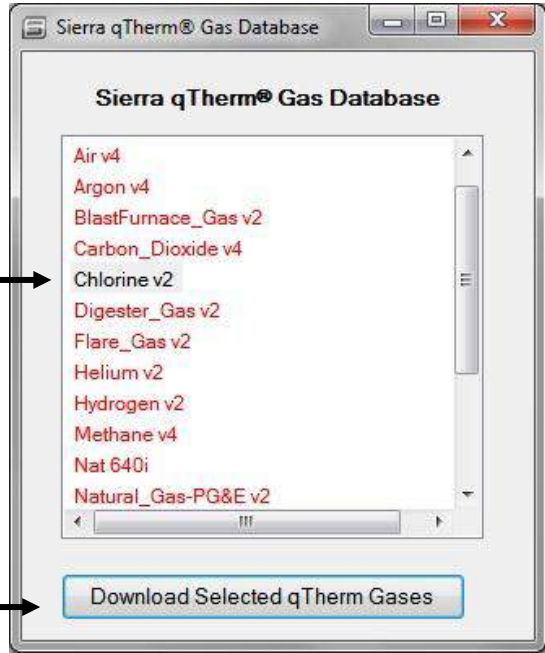 Sierra qTherm® Gas Database
Sierra qTherm® Gas Database
Air v4
Argon v4
BlastFurnace_Gas v2
Carbon_Dioxide v4
Chlorine v2
Digester_Gas v2
Flare_Gas v2
Helium v2
Hydrogen v2
Methane v4
Nat 640i
Natural_Gas-PG&E v2
Download Selected qTherm Gases